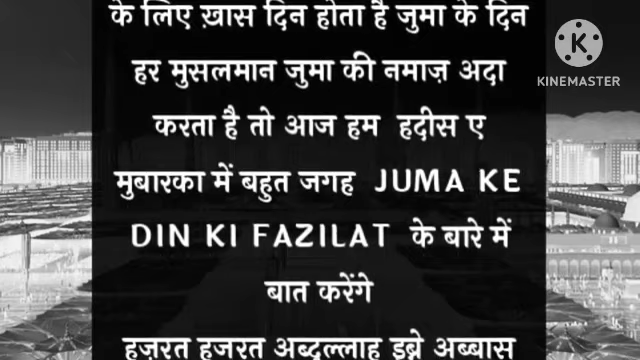 के लिए ख़ास दिन होता है जुमा के दिन
हर मुसलमान जुमा की नमाज़ अदा
करता है तो आज हम हदीस ए
मुबारका में बहुत जगह JUMA KE
DIN KI FAZILAT के बारे में
बात करेंगे
हज़रत हजरत अब्दुल्लाह इब्ने अब्बास
KINEMASTER